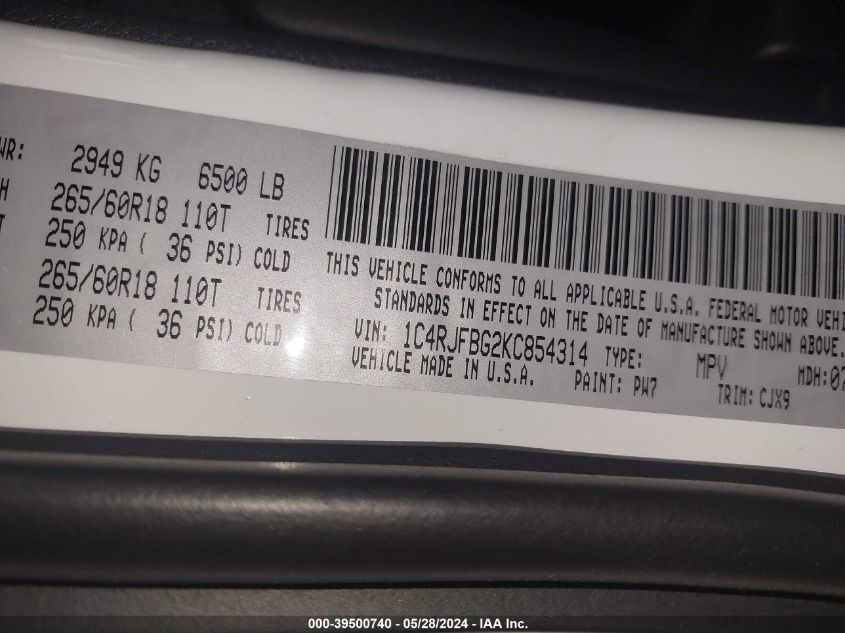 WR: 2949 KG 6500 LB
H 265/60R18 110T TIRES
T 250 KPA ( 36 PSI) COLD
265/60R18 110T TIRES
250 KPA ( 36 PSI) COLD
THIS VEHICLE CONFORMS TO ALL APPLICABLE U.S.A. FEDERAL MOTOR VEHI
STANDARDS IN EFFECT ON THE DATE OF MANUFACTURE SHOWN ABOVE.
VIN: 1C4RJFBG2KC854314 TYPE: MPV MDH:07
VEHICLE MADE IN U.S.A. PAINT: PW7 TRIM: CJX9
000-39500740 - 05/28/2024 - IAA Inc.